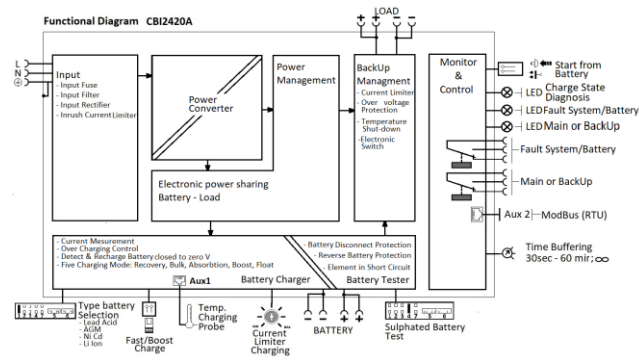 Functional Diagram CBI2420A
LOAD
+ + - -
L
N
Input
- Input Fuse
- Input Filter
- Input Rectifier
- Inrush Current Limiter
Power
Converter
Power
Management
BackUp
Managment
- Current Limiter
- Over voltage
Protection
- Temperature
Shut-down
-Electronic
Switch
Monitor
&
Control
Start from
Battery
LED Charge State
Diagnosis
LED Fault System/Battery
LED Main or BackUp
Fault System/Battery
Main or BackUp
Aux 2 ModBus (RTU)
Time Buffering
30sec - 60 mir; ∞
Electronic power sharing
Battery - Load
- Current Mesurement
- Over Charging Control
- Detect & Recharge Battery closed to zero V
- Five Charging Mode: Recovery, Bulk, Absorbtion, Boost, Float
Aux1
Battery Charger
- Battery Disconnect Protection
- Reverse Battery Protection
- Element in Short Circuit
Battery Tester
Type battery
Selection
- Lead Acid
- AGM
- Ni Cd
- Li Ion
Fast/Boost
Charge
Temp.
Charging
Probe
Current
Limiter
Charging
- - + +
BATTERY
Sulphated Battery
Test